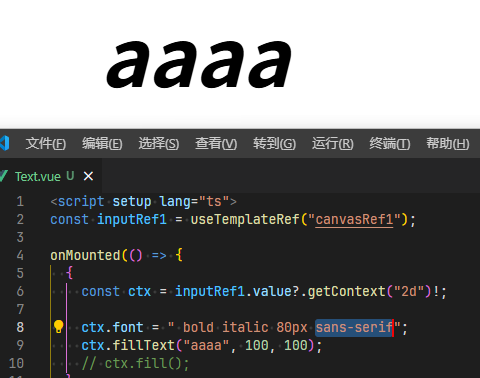 aaaa
文件(F) 编辑(E) 选择(S) 查看(V) 转到(G) 运行(R) 终端(T) 帮助(H)
Text.vue U ×
1 <script setup lang="ts">
2 const inputRef1 = useTemplateRef("canvasRef1");
3
4 onMounted(() => {
5 {
6 const ctx = inputRef1.value?.getContext("2d")!;
7
8 ctx.font = " bold italic 80px sans-serif";
9 ctx.fillText("aaaa", 100, 100);
10 // ctx.fill();